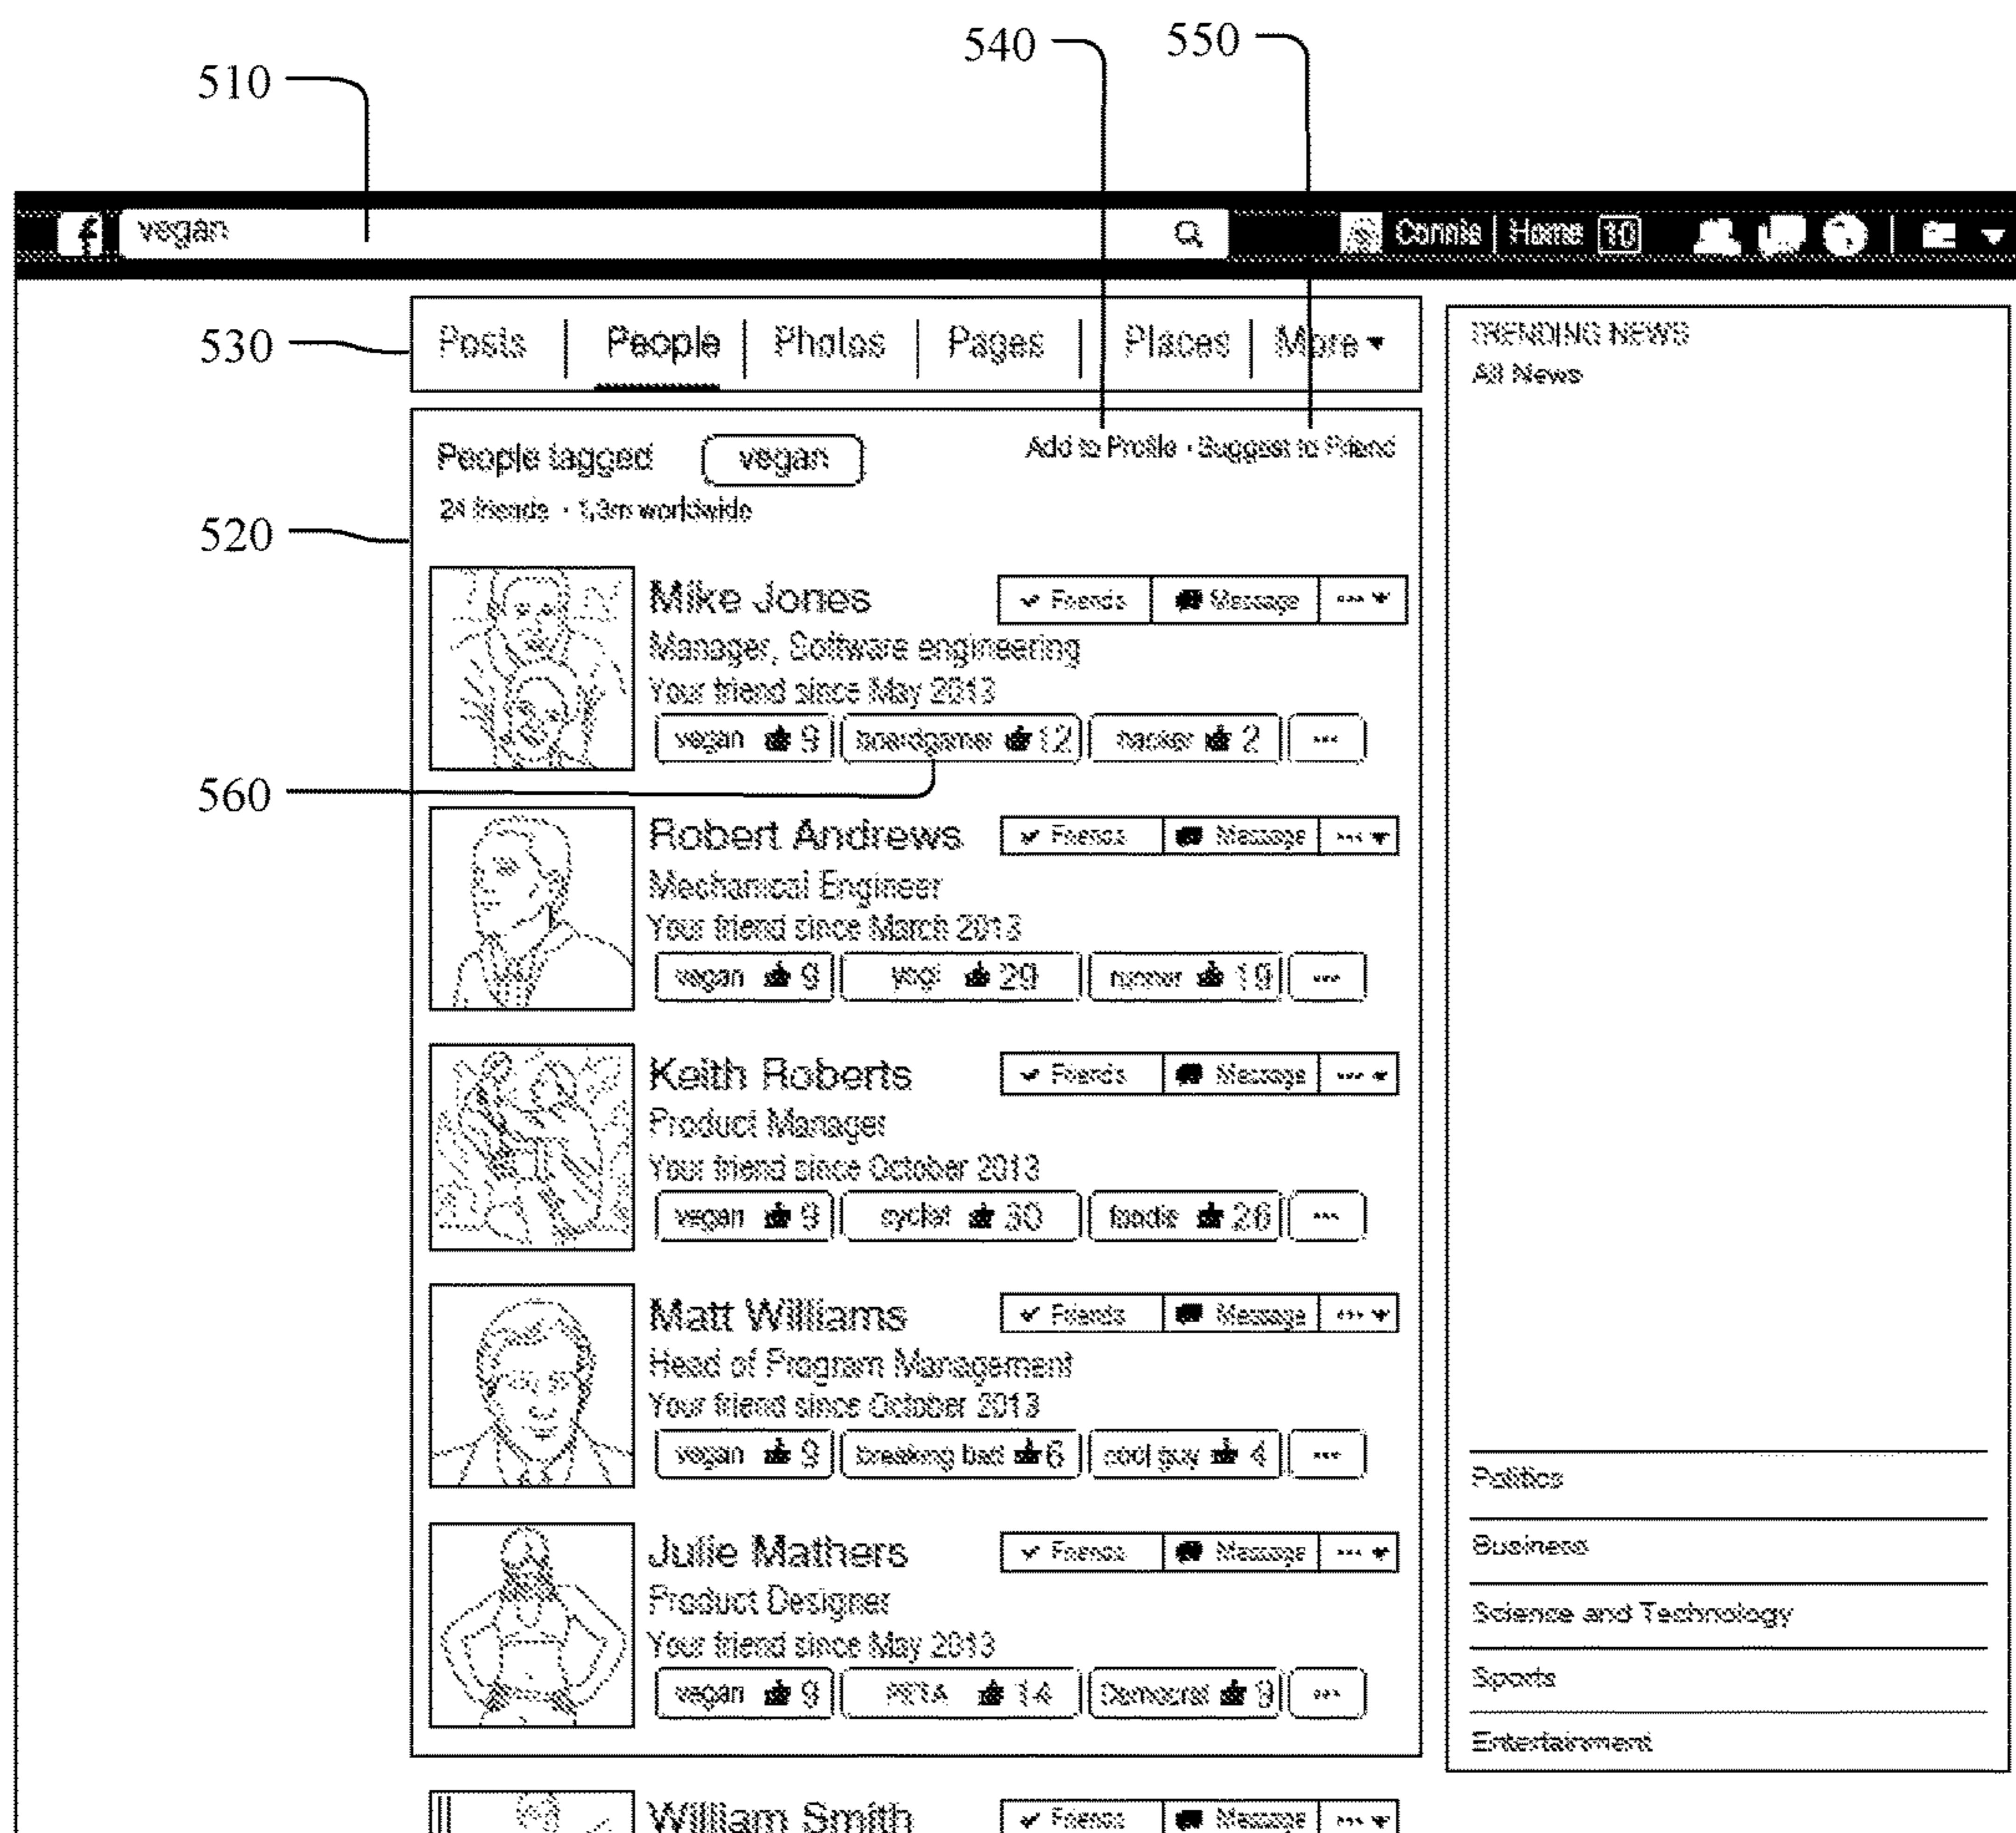 540 550
510
f vegan Connie Home 10
530 Posts People Photos Pages Places More
TRENDING NEWS
All News
People tagged vegan Add to Profile · Suggest to Friend
24 friends · 1.3m worldwide
520
Mike Jones Friends Message ...
Manager, Software engineering
Your friend since May 2013
vegan 9 boardgamer 12 hacker 2 ...
560
Robert Andrews Friends Message ...
Mechanical Engineer
Your friend since March 2013
vegan 9 yogi 29 runner 19 ...
Keith Roberts Friends Message ...
Product Manager
Your friend since October 2013
vegan 9 cyclist 30 foodie 26 ...
Matt Williams Friends Message ...
Head of Program Management
Your friend since October 2013
vegan 9 breaking bad 6 cool guy 4 ...
Julie Mathers Friends Message ...
Product Designer
Your friend since May 2013
vegan 9 PETA 14 Democrat 9 ...
Politics
Business
Science and Technology
Sports
Entertainment
William Smith Friends Message ...